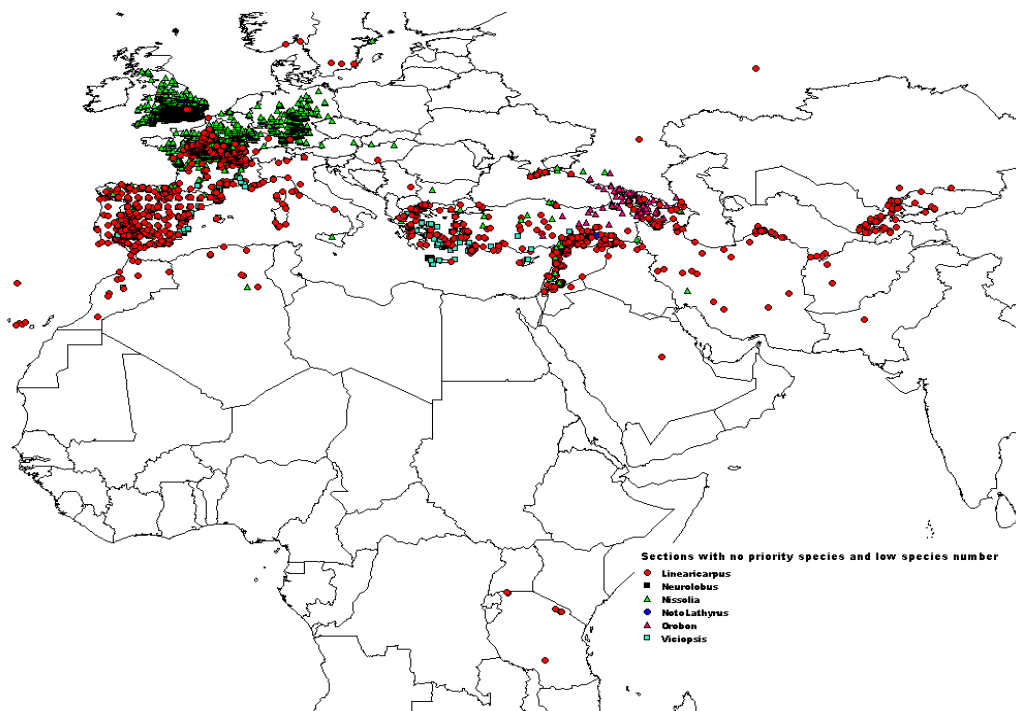 Sections with no priority species and low species number
Linearicarpus
Neurolobus
Nissolia
NotoLathyrus
Orobon
Viciopsis